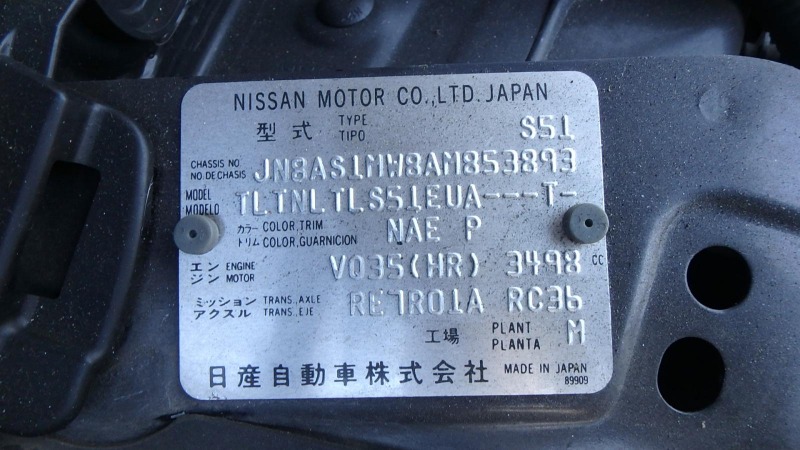 NISSAN MOTOR CO.,LTD. JAPAN
型式 TYPE TIPO S51
CHASSIS NO. NO. DE CHASIS JN8AS1MW8AM853893
MODEL MODELO TLTNLTLS51EUA---T-
カラー COLOR,TRIM
トリム COLOR,GUARNICION NAE P
エンジン ENGINE MOTOR VQ35(HR) 3498 CC
ミッション TRANS.,AXLE
アクスル TRANS.,EJE RE7R01A RC36
工場 PLANT PLANTA M
日産自動車株式会社 MADE IN JAPAN
89909